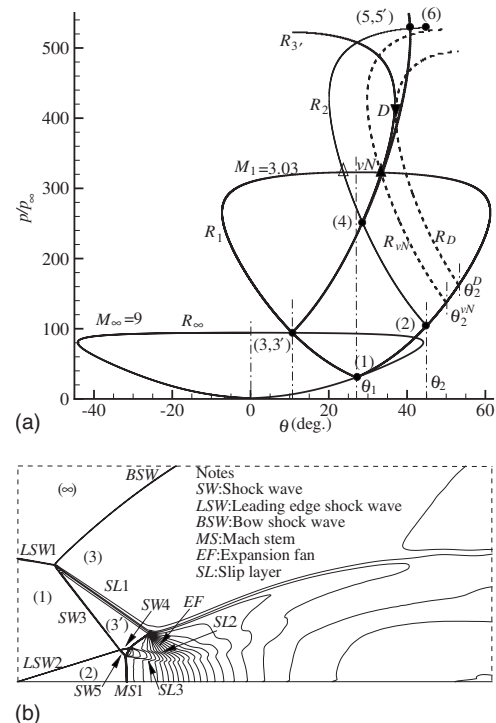 (5,5′)
(6)
500
R3′
R2
D
400
M1=3.03
vN
300
p/p∞
R1
(4)
RvN
RD
θ2D
200
θ2vN
M∞=9
R∞
(2)
100
(3,3′)
(1)
θ1
θ2
0
-40
-20
0
20
40
60
θ (deg.)
(a)
(∞)
BSW
Notes
SW:Shock wave
LSW:Leading edge shock wave
BSW:Bow shock wave
MS:Mach stem
EF:Expansion fan
SL:Slip layer
LSW1
(3)
(1)
SL1
SW4
EF
SW3
(3′)
SL2
LSW2
(2)
SW5
MS1
SL3
(b)